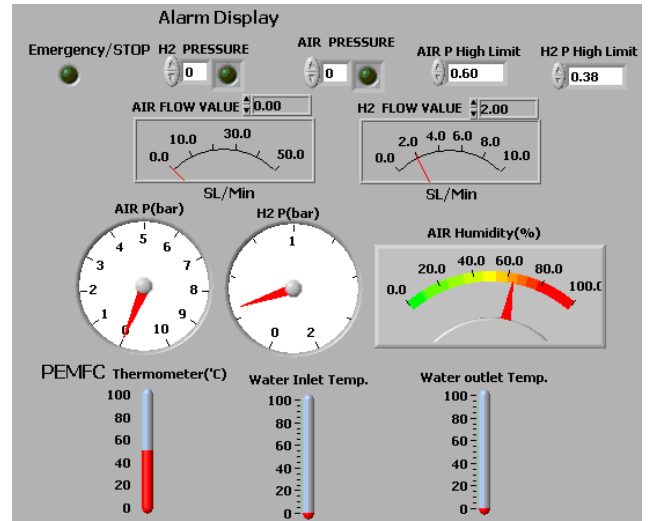 Alarm Display
Emergency/STOP H2 PRESSURE AIR PRESSURE AIR P High Limit H2 P High Limit
0 0 0.60 0.38
AIR FLOW VALUE 0.00 H2 FLOW VALUE 2.00
0.0 10.0 30.0 50.0 0.0 2.0 4.0 6.0 8.0 10.0
SL/Min SL/Min
AIR P(bar) H2 P(bar) AIR Humidity(%)
0 1 2 3 4 5 6 7 8 9 10
0 1 2
0.0 20.0 40.0 60.0 80.0 100.0
PEMFC Thermometer(℃) Water Inlet Temp. Water outlet Temp.
100 100 100
80 80 80
60 60 60
40 40 40
20 20 20
0 0 0